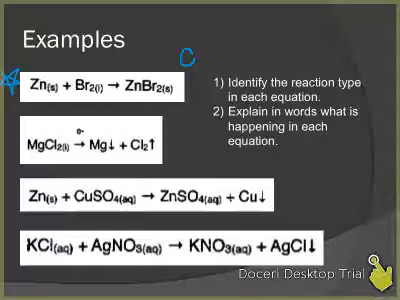 Examples
C
Zn(s) + Br2(l) → ZnBr2(s)
e-
MgCl2(l) → Mg↓ + Cl2↑
Zn(s) + CuSO4(aq) → ZnSO4(aq) + Cu↓
KCl(aq) + AgNO3(aq) → KNO3(aq) + AgCl↓
1) Identify the reaction type
in each equation.
2) Explain in words what is
happening in each
equation.
Doceri Desktop Trial